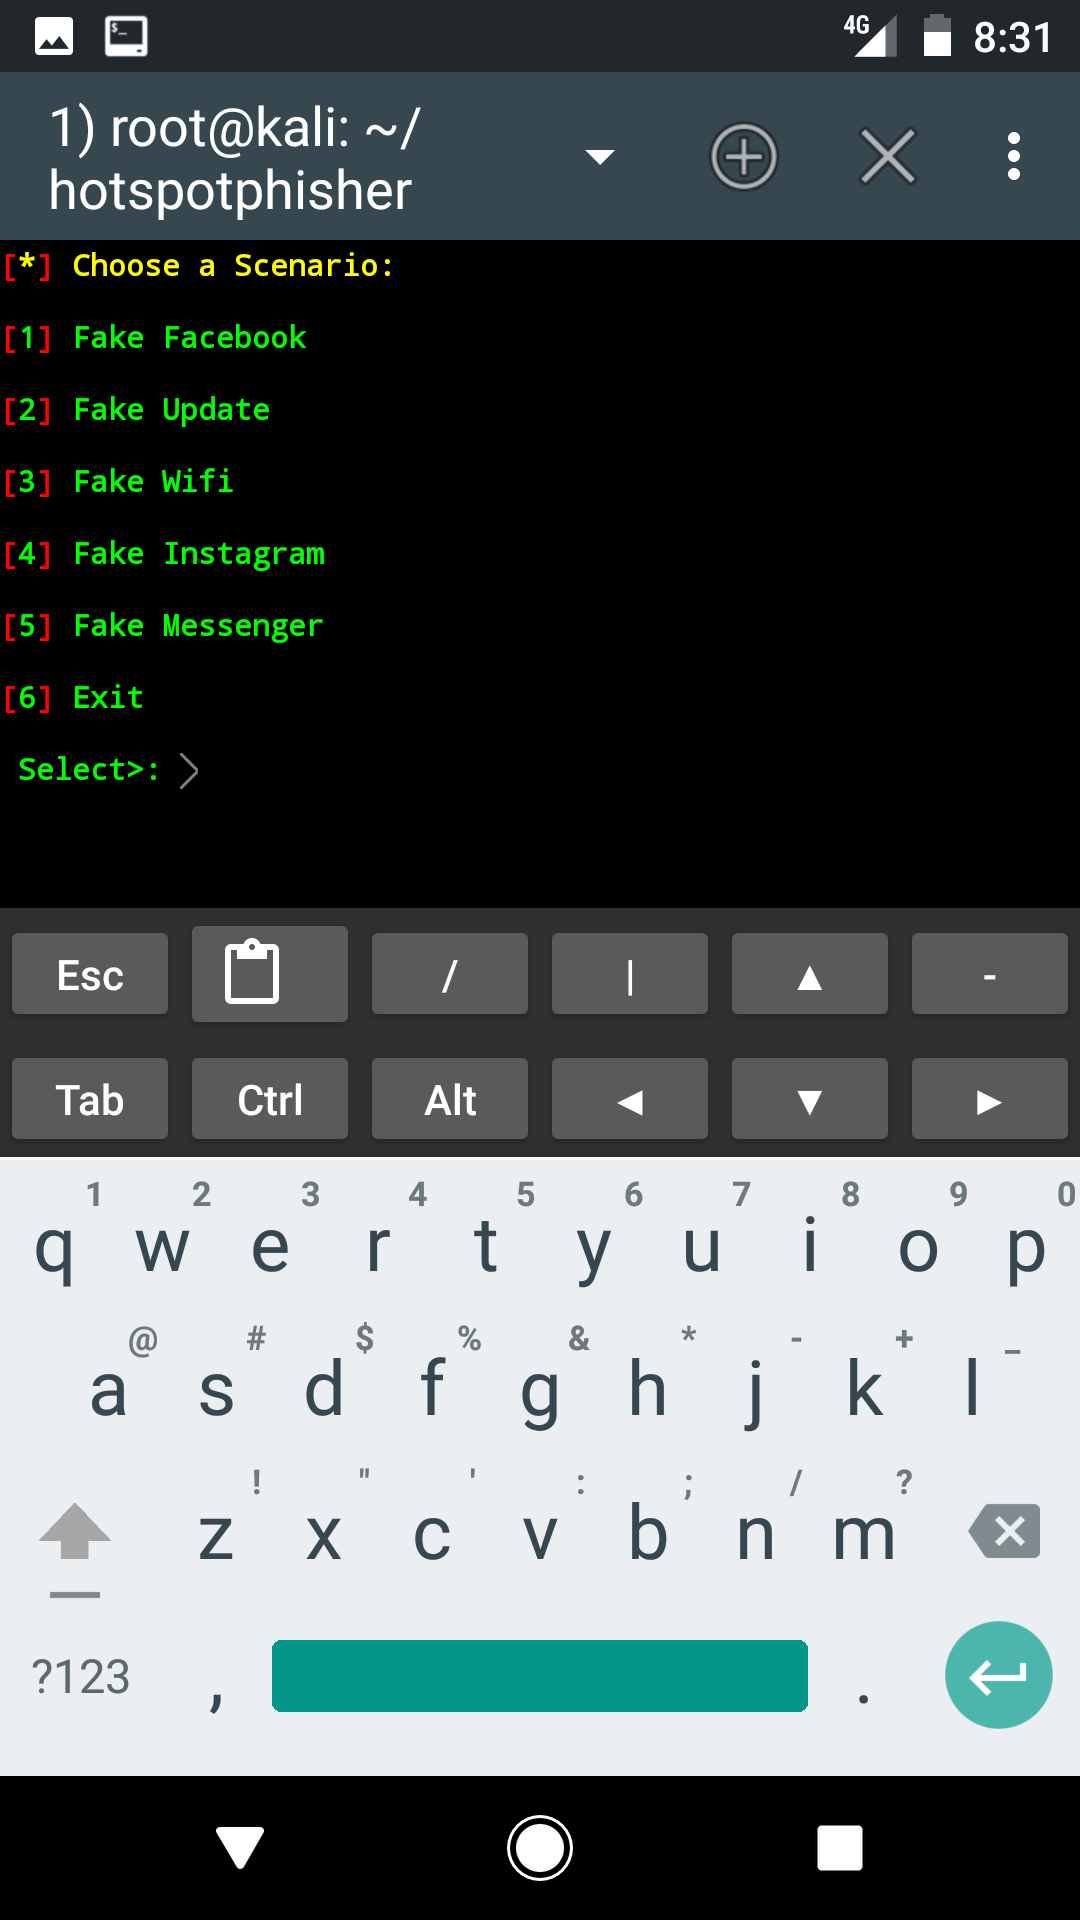 4G 8:31
1) root@kali: ~/
hotspotphisher
[*] Choose a Scenario:
[1] Fake Facebook
[2] Fake Update
[3] Fake Wifi
[4] Fake Instagram
[5] Fake Messenger
[6] Exit
Select>:
Esc / | ▲ -
Tab Ctrl Alt ◀ ▼ ▶
1 2 3 4 5 6 7 8 9 0
q w e r t y u i o p
@ # $ % & * - + _
a s d f g h j k l
! " ' : ; / ?
z x c v b n m
?123 , .